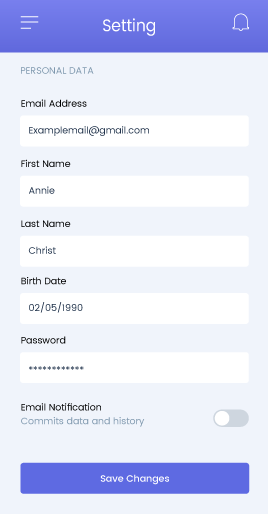 Setting
PERSONAL DATA
Email Address
Examplemail@gmail.com
First Name
Annie
Last Name
Christ
Birth Date
02/05/1990
Password
************
Email Notification
Commits data and history
Save Changes